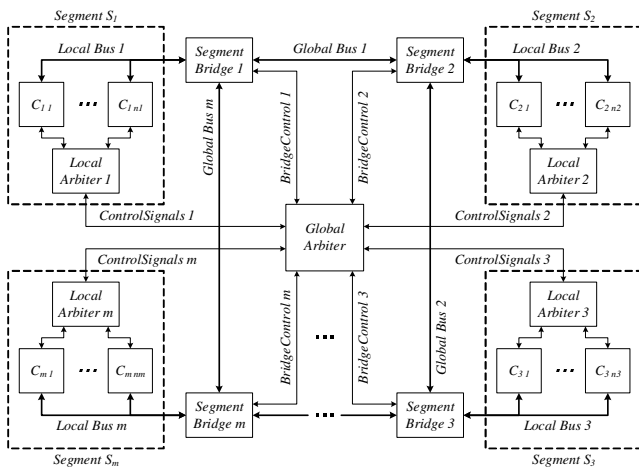 Segment S1
Segment S2
Local Bus 1
Segment
Bridge 1
Global Bus 1
Segment
Bridge 2
Local Bus 2
C1 1
...
C1 n1
C2 1
...
C2 n2
Global Bus m
BridgeControl 1
BridgeControl 2
Local
Arbiter 1
Local
Arbiter 2
ControlSignals 1
ControlSignals 2
Global
Arbiter
ControlSignals m
ControlSignals 3
Local
Arbiter m
Local
Arbiter 3
BridgeControl m
BridgeControl 3
Global Bus 2
...
Cm 1
...
Cm nm
C3 1
...
C3 n3
Local Bus m
Segment
Bridge m
...
Segment
Bridge 3
Local Bus 3
Segment Sm
Segment S3